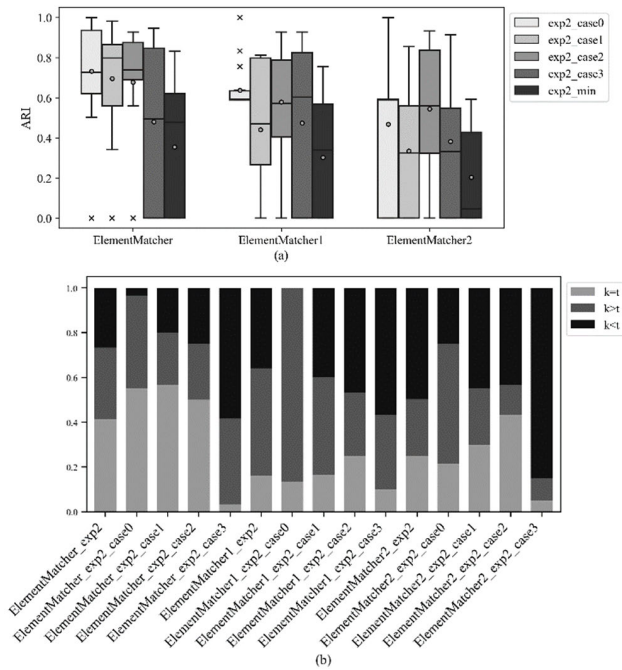 (a)
ARI
1.0
0.8
0.6
0.4
0.2
0.0
ElementMatcher
ElementMatcher1
ElementMatcher2
exp2_case0
exp2_case1
exp2_case2
exp2_case3
exp2_min
(a)
1.0
0.8
0.6
0.4
0.2
0.0
k=t
k>t
k<t
ElementMatcher_exp2
ElementMatcher_exp2_case0
ElementMatcher_exp2_case1
ElementMatcher_exp2_case2
ElementMatcher_exp2_case3
ElementMatcher1_exp2
ElementMatcher1_exp2_case0
ElementMatcher1_exp2_case1
ElementMatcher1_exp2_case2
ElementMatcher1_exp2_case3
ElementMatcher2_exp2
ElementMatcher2_exp2_case0
ElementMatcher2_exp2_case1
ElementMatcher2_exp2_case2
ElementMatcher2_exp2_case3
(b)